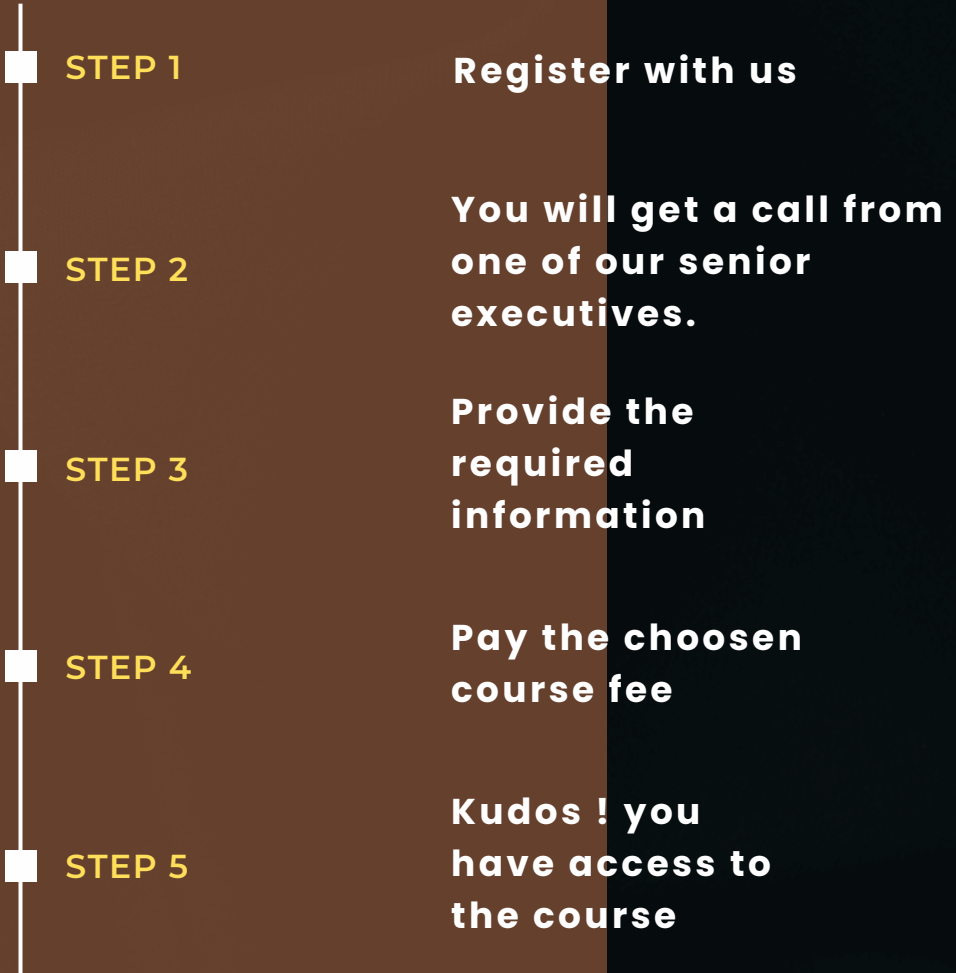 STEP 1
Register with us
STEP 2
You will get a call from
one of our senior
executives.
STEP 3
Provide the
required
information
STEP 4
Pay the choosen
course fee
STEP 5
Kudos ! you
have access to
the course